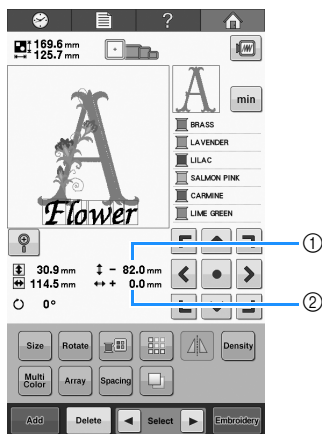 ?
169.6 mm
125.7 mm
A
A
min
BRASS
LAVENDER
LILAC
SALMON PINK
CARMINE
LIME GREEN
Flower
①
30.9 mm − 82.0 mm
114.5 mm + 0.0 mm
②
0°
Size Rotate Density
Multi Color Array Spacing
Add Delete Select Embroidery